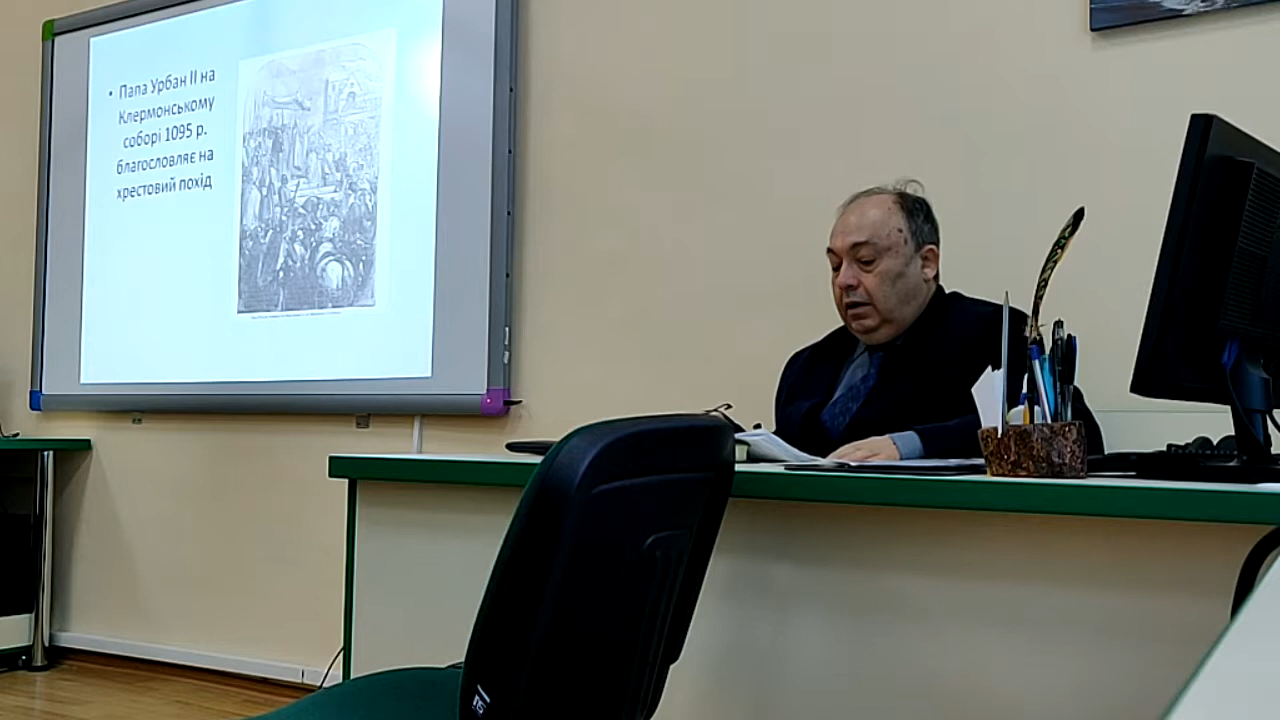 • Папа Урбан II на
Клермонському
соборі 1095 р.
благословляє на
хрестовий похід